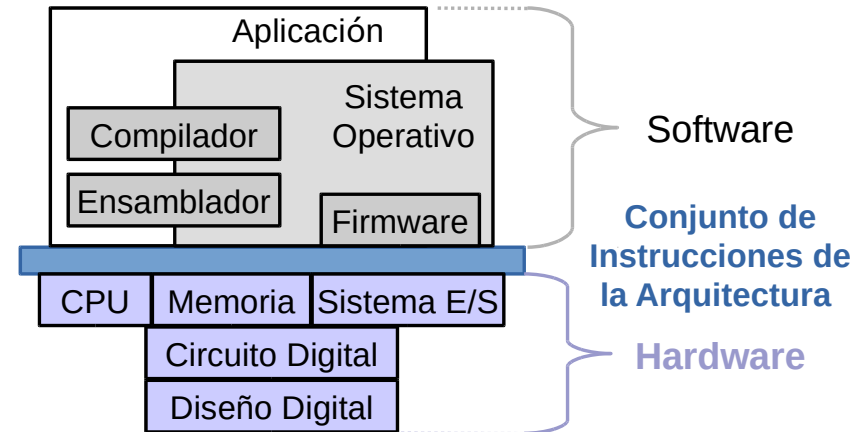 Aplicación
Sistema
Operativo
Compilador
Ensamblador
Firmware
Software
Conjunto de
Instrucciones de
la Arquitectura
CPU
Memoria
Sistema E/S
Circuito Digital
Diseño Digital
Hardware